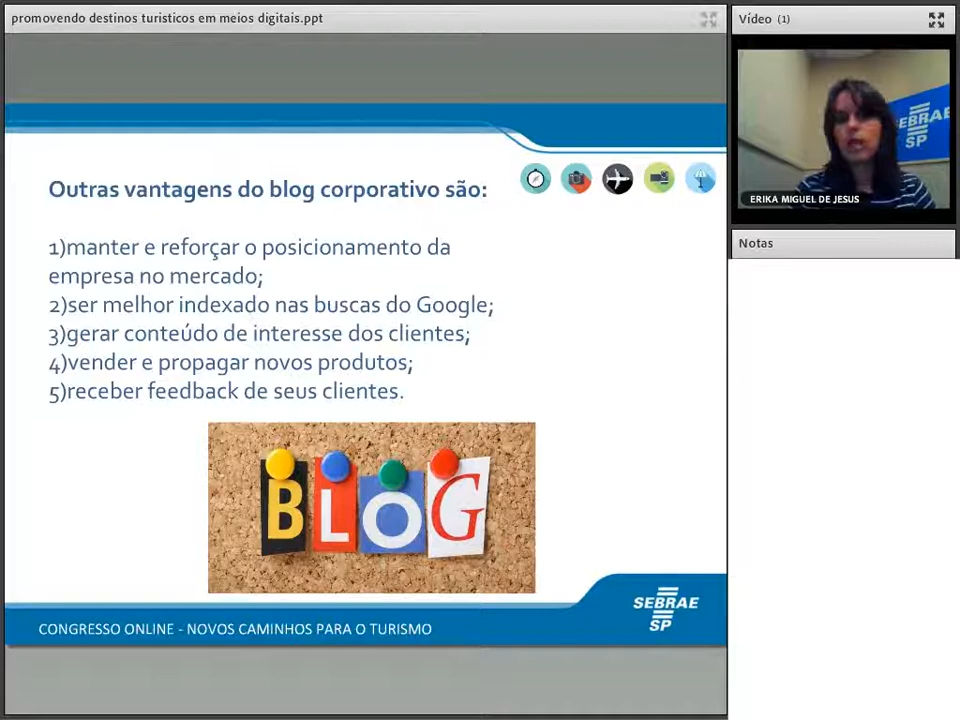 promovendo destinos turisticos em meios digitais.ppt
Vídeo (1)
SEBRAE
SP
ERIKA MIGUEL DE JESUS
Notas
Outras vantagens do blog corporativo são:
1)manter e reforçar o posicionamento da
empresa no mercado;
2)ser melhor indexado nas buscas do Google;
3)gerar conteúdo de interesse dos clientes;
4)vender e propagar novos produtos;
5)receber feedback de seus clientes.
BLOG
SEBRAE
SP
CONGRESSO ONLINE - NOVOS CAMINHOS PARA O TURISMO